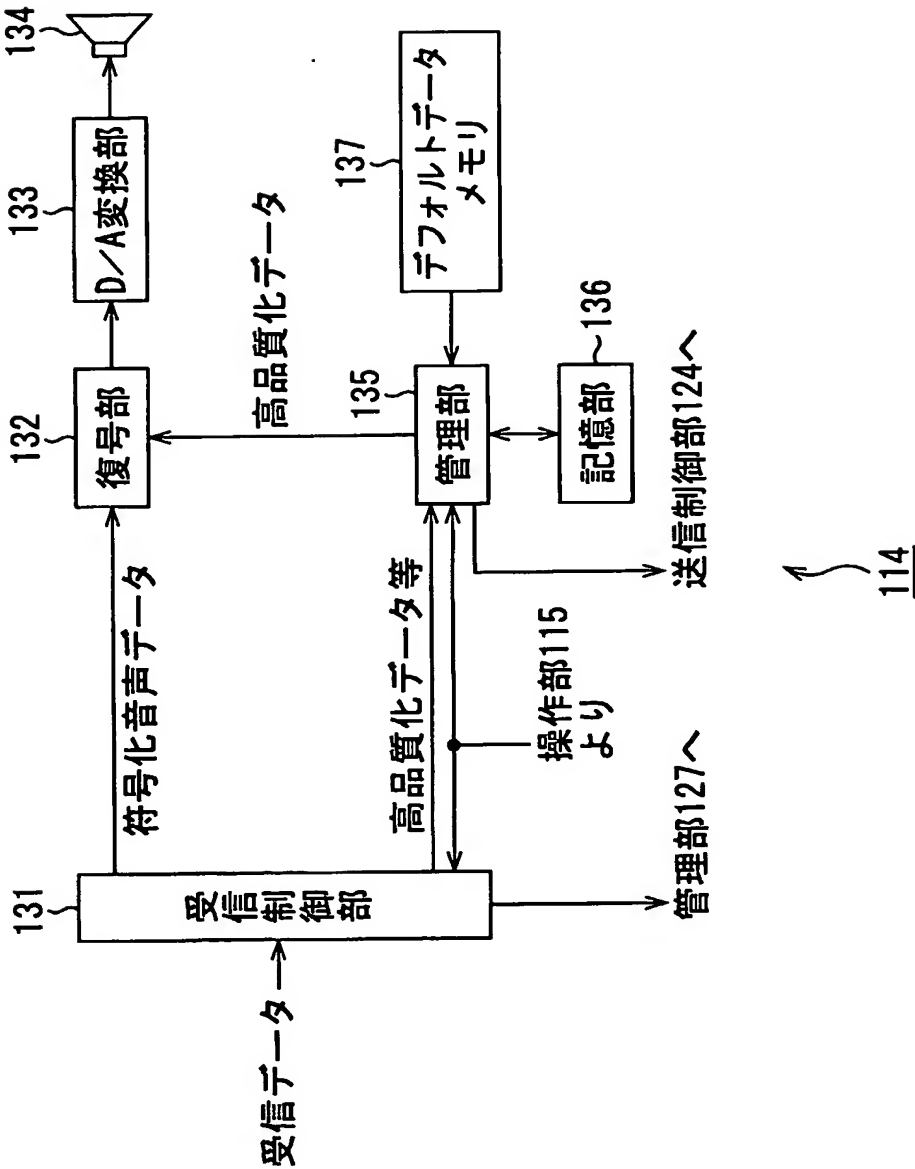 134
133
D/A変換部
132
復号部
高品質化データ
符号化音声データ
131
受信制御部
受信データ
137
デフォルトデータ
メモリ
135
管理部
136
記憶部
高品質化データ等
操作部115
より
送信制御部124へ
管理部127へ
114